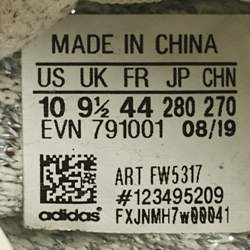 MADE IN CHINA
US UK FR JP CHN
10 9½ 44 280 270
EVN 791001 08/19
ART FW5317
#123495209
adidas FXJNMH7w00041